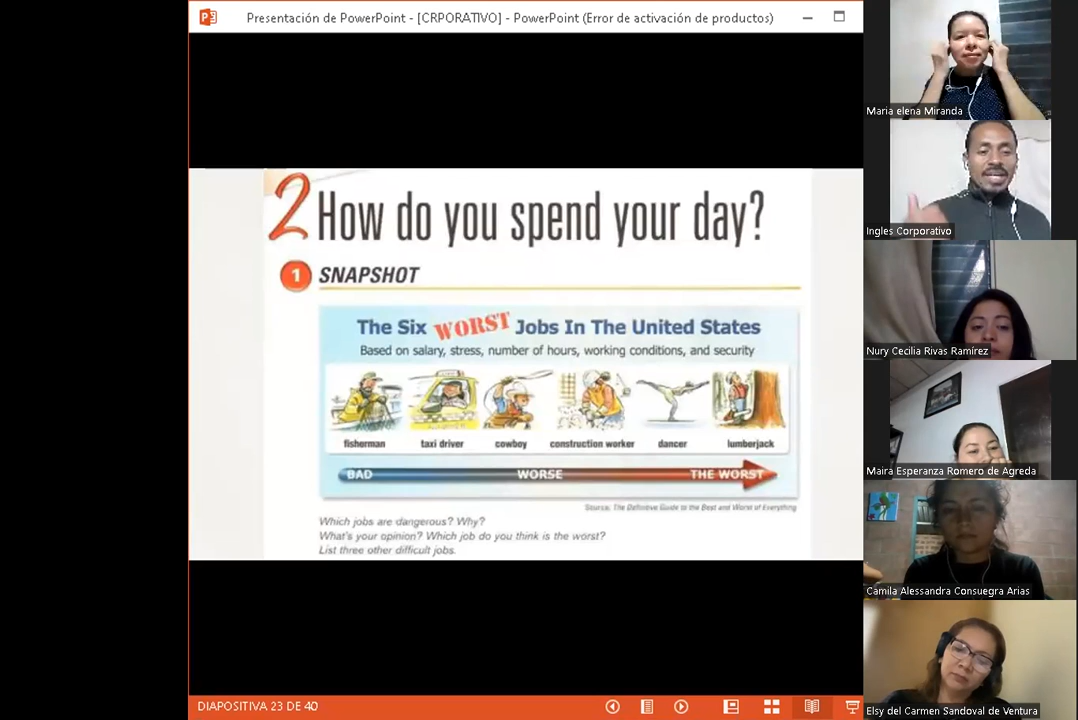 Presentación de PowerPoint - [CRPORATIVO] - PowerPoint (Error de activación de productos)
2 How do you spend your day?
1 SNAPSHOT
The Six WORST Jobs In The United States
Based on salary, stress, number of hours, working conditions, and security
TAXI
fisherman taxi driver cowboy construction worker dancer lumberjack
BAD WORSE THE WORST
Source: The Definitive Guide to the Best and Worst of Everything
Which jobs are dangerous? Why?
What's your opinion? Which job do you think is the worst?
List three other difficult jobs.
DIAPOSITIVA 23 DE 40
Maria elena Miranda
Ingles Corporativo
Nury Cecilia Rivas Ramírez
Maira Esperanza Romero de Agreda
Camila Alessandra Consuegra Arias
Elsy del Carmen Sandoval de Ventura